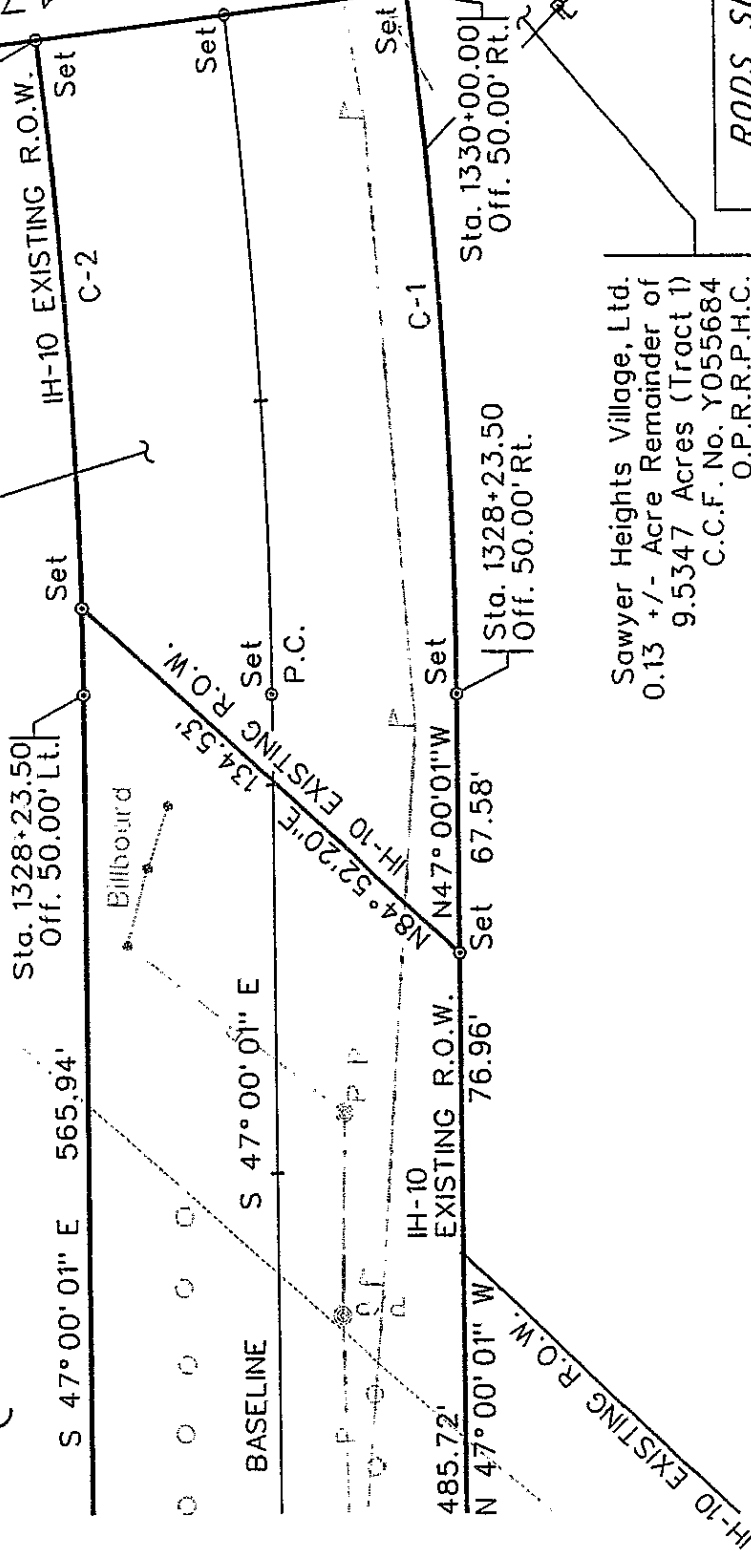 IH-10 EXISTING R.O.W.
C-2
Set
Set
Set
Set
Sta. 1328+23.50
Off. 50.00' Lt.
Billboard
S 47° 00' 01" E 565.94'
134.53'
N84°52'20"E
IH-10 EXISTING R.O.W.
Set
P.C.
BASELINE
S 47° 00' 01" E
P P
P
C-1
Sta. 1330+00.00
Off. 50.00' Rt.
Set
Sta. 1328+23.50
Off. 50.00' Rt.
N47°00'01"W
67.58'
Set
IH-10
EXISTING R.O.W.
76.96'
485.72'
N 47° 00' 01" W
IH-10 EXISTING R.O.W.
Sawyer Heights Village, Ltd.
0.13 +/- Acre Remainder of
9.5347 Acres (Tract 1)
C.C.F. No. Y055684
O.P.R.R.P.H.C.
RODS